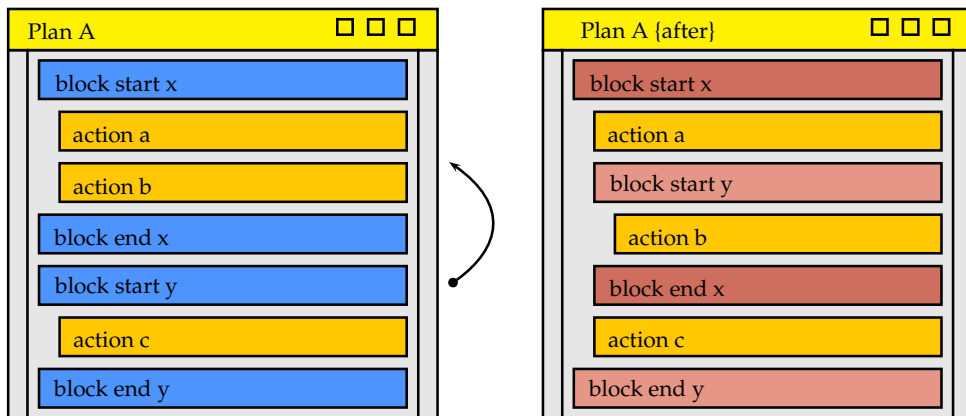 Plan A
block start x
action a
action b
block end x
block start y
action c
block end y
Plan A {after}
block start x
action a
block start y
action b
block end x
action c
block end y